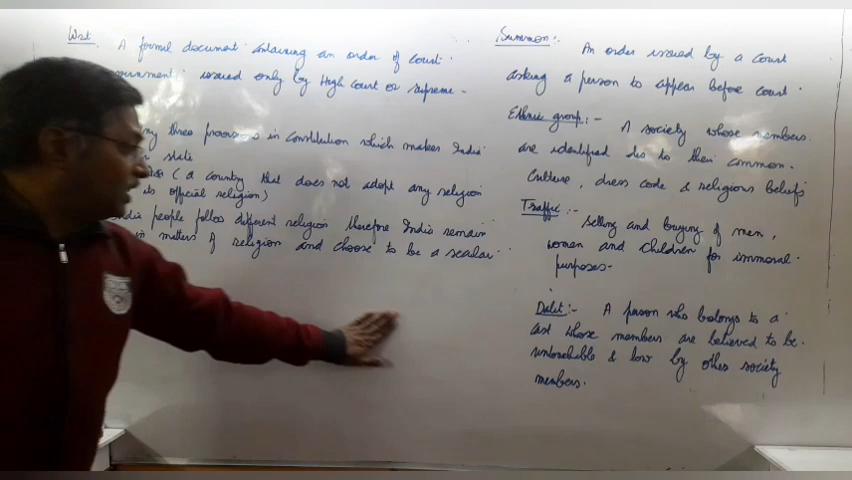 Writ.
A formal document containing an order of court.
issued only by High Court or supreme -
three provisions in Constitution which makes India
state
( a country that does not adopt any religion
its official religion)
people follos different religion therefore India remain
in matters of religion and choose to be a secular
Summon:-
An order issued by a court
asking a person to appear before court.
Ethnic group:-
A society whose members
are identified due to their common
Culture, dress code & religious beliefs
Traffic:-
selling and buying of men,
women and children for immoral
purposes-
Dalit:-
A person who belongs to a
cast whose members are believed to be
untouchable & low by other society
members.